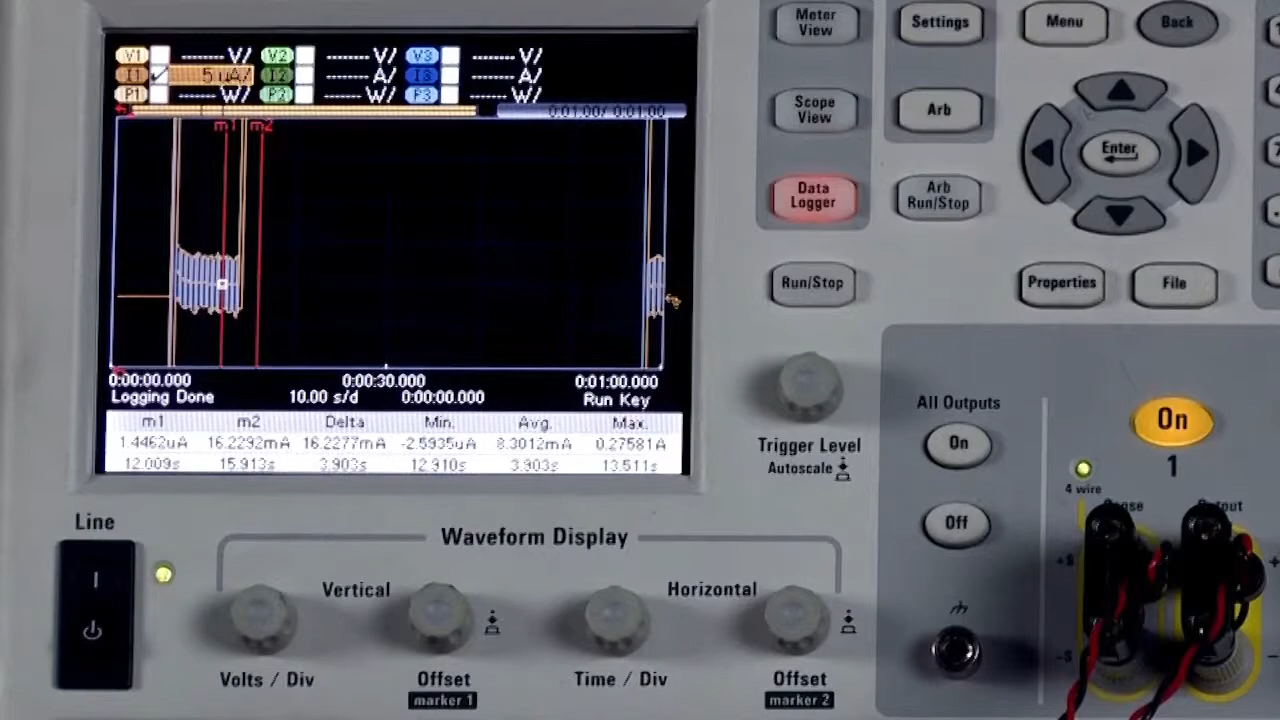 V1 ------ V/ V2 ------ V/ V3 ------ V/
I1 5 uA/ I2 ------ A/ I3 ------ A/
P1 ------ W/ P2 ------ W/ P3 ------ W/
0:01:00/ 0:01:00
m1 m2
0:00:00.000 0:00:30.000 0:01:00.000
Logging Done 10.00 s/d 0:00:00.000 Run Key
m1 m2 Delta Min. Avg. Max.
1.4462uA 16.2292mA 16.2277mA -2.5935uA 8.3012mA 0.27581A
12.009s 15.913s 3.903s 12.910s 3.903s 13.511s
Meter View
Settings
Menu
Back
Scope View
Arb
Enter
Data Logger
Arb Run/Stop
Run/Stop
Properties
File
Trigger Level
Autoscale
All Outputs
On
Off
On
1
4 wire
+S
-S
Line
Waveform Display
Vertical
Horizontal
Volts / Div
Offset
marker 1
Time / Div
Offset
marker 2